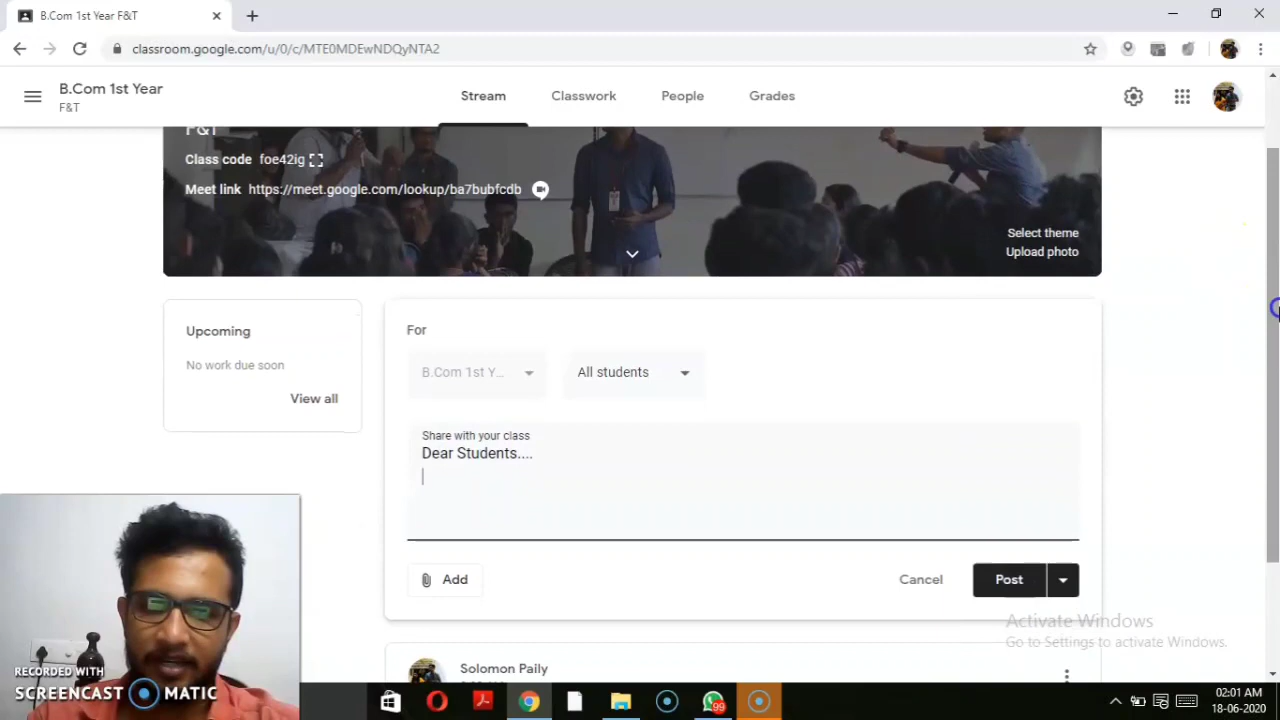 B.Com 1st Year F&T
classroom.google.com/u/0/c/MTE0MDEwNDQyNTA2
B.Com 1st Year
F&T
Stream
Classwork
People
Grades
F&T
Class code foe42ig
Meet link https://meet.google.com/lookup/ba7bubfcdb
Select theme
Upload photo
Upcoming
No work due soon
View all
For
B.Com 1st Y...
All students
Share with your class
Dear Students....
Add
Cancel
Post
Activate Windows
Go to Settings to activate Windows.
Solomon Paily
RECORDED WITH
SCREENCAST MATIC
99
02:01 AM
18-06-2020